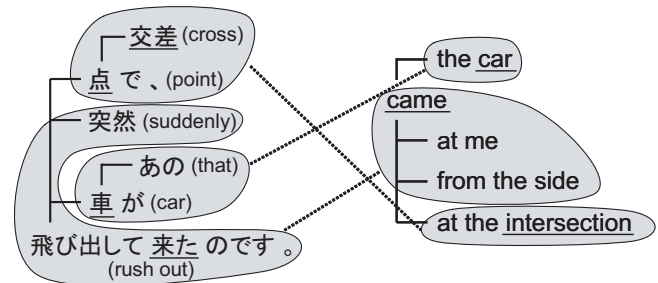 交差 (cross)
点 で 、 (point)
突然 (suddenly)
あの (that)
車 が (car)
飛び出して 来た のです 。
(rush out)
the car
came
at me
from the side
at the intersection